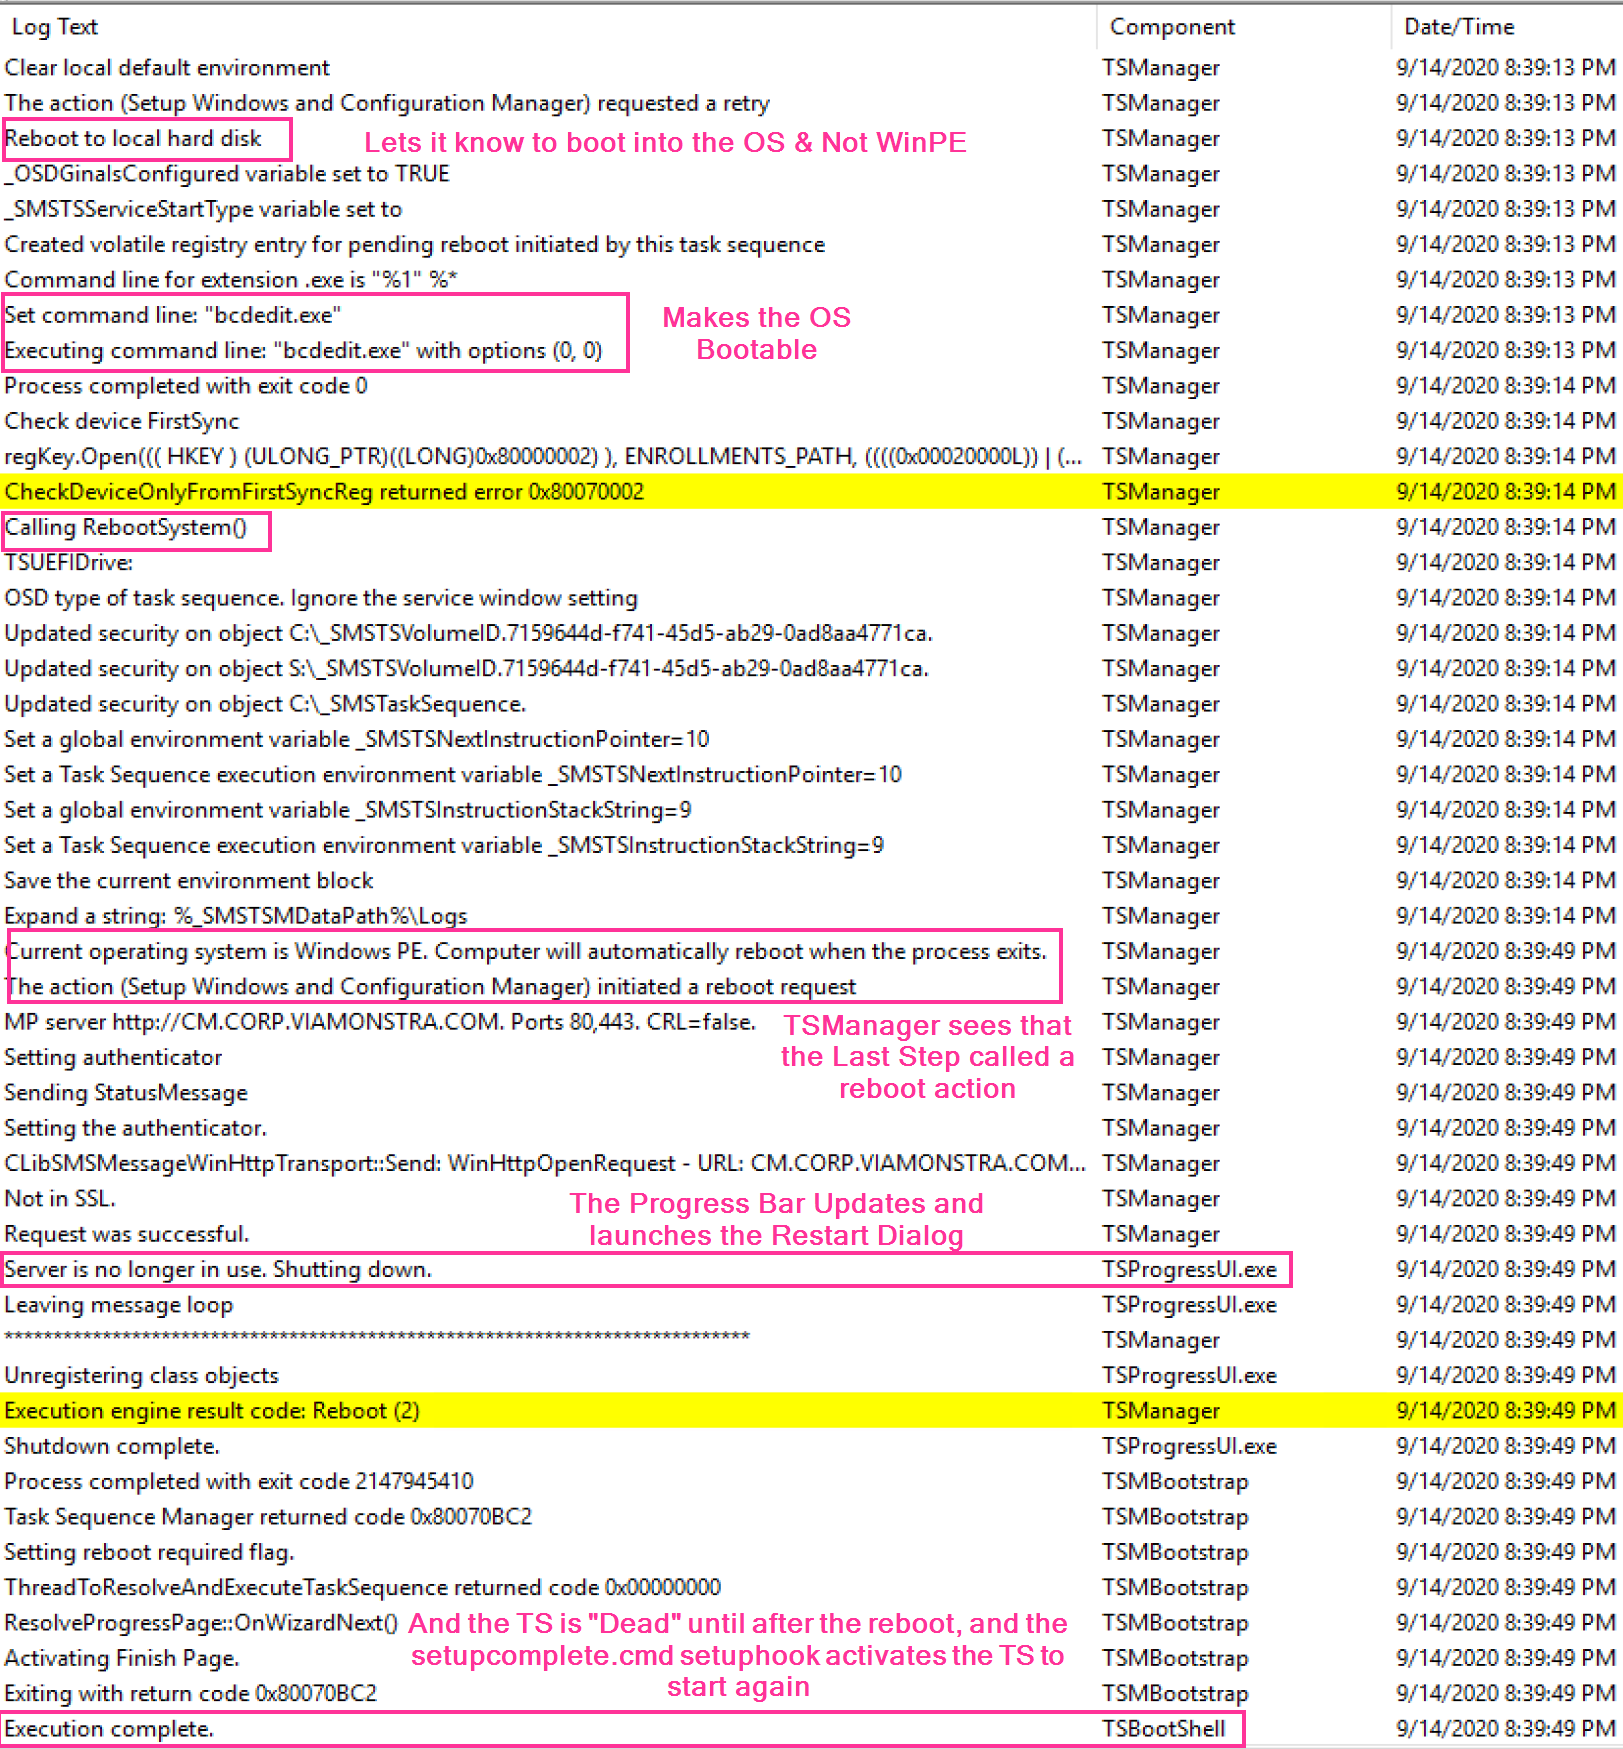 Log Text Component Date/Time
Clear local default environment TSManager 9/14/2020 8:39:13 PM
The action (Setup Windows and Configuration Manager) requested a retry TSManager 9/14/2020 8:39:13 PM
Reboot to local hard disk Lets it know to boot into the OS & Not WinPE TSManager 9/14/2020 8:39:13 PM
_OSDGinaIsConfigured variable set to TRUE TSManager 9/14/2020 8:39:13 PM
_SMSTSServiceStartType variable set to TSManager 9/14/2020 8:39:13 PM
Created volatile registry entry for pending reboot initiated by this task sequence TSManager 9/14/2020 8:39:13 PM
Command line for extension .exe is "%1" %* TSManager 9/14/2020 8:39:13 PM
Set command line: "bcdedit.exe" TSManager 9/14/2020 8:39:13 PM
Makes the OS
Bootable
Executing command line: "bcdedit.exe" with options (0, 0) TSManager 9/14/2020 8:39:13 PM
Process completed with exit code 0 TSManager 9/14/2020 8:39:14 PM
Check device FirstSync TSManager 9/14/2020 8:39:14 PM
regKey.Open((( HKEY ) (ULONG_PTR)((LONG)0x80000002) ), ENROLLMENTS_PATH, ((((0x00020000L)) | (... TSManager 9/14/2020 8:39:14 PM
CheckDeviceOnlyFromFirstSyncReg returned error 0x80070002 TSManager 9/14/2020 8:39:14 PM
Calling RebootSystem() TSManager 9/14/2020 8:39:14 PM
TSUEFIDrive: TSManager 9/14/2020 8:39:14 PM
OSD type of task sequence. Ignore the service window setting TSManager 9/14/2020 8:39:14 PM
Updated security on object C:\_SMSTSVolumeID.7159644d-f741-45d5-ab29-0ad8aa4771ca. TSManager 9/14/2020 8:39:14 PM
Updated security on object S:\_SMSTSVolumeID.7159644d-f741-45d5-ab29-0ad8aa4771ca. TSManager 9/14/2020 8:39:14 PM
Updated security on object C:\_SMSTaskSequence. TSManager 9/14/2020 8:39:14 PM
Set a global environment variable _SMSTSNextInstructionPointer=10 TSManager 9/14/2020 8:39:14 PM
Set a Task Sequence execution environment variable _SMSTSNextInstructionPointer=10 TSManager 9/14/2020 8:39:14 PM
Set a global environment variable _SMSTSInstructionStackString=9 TSManager 9/14/2020 8:39:14 PM
Set a Task Sequence execution environment variable _SMSTSInstructionStackString=9 TSManager 9/14/2020 8:39:14 PM
Save the current environment block TSManager 9/14/2020 8:39:14 PM
Expand a string: %_SMSTSMDataPath%\Logs TSManager 9/14/2020 8:39:14 PM
Current operating system is Windows PE. Computer will automatically reboot when the process exits. TSManager 9/14/2020 8:39:49 PM
The action (Setup Windows and Configuration Manager) initiated a reboot request TSManager 9/14/2020 8:39:49 PM
MP server http://CM.CORP.VIAMONSTRA.COM. Ports 80,443. CRL=false. TSManager 9/14/2020 8:39:49 PM
TSManager sees that
the Last Step called a
reboot action
Setting authenticator TSManager 9/14/2020 8:39:49 PM
Sending StatusMessage TSManager 9/14/2020 8:39:49 PM
Setting the authenticator. TSManager 9/14/2020 8:39:49 PM
CLibSMSMessageWinHttpTransport::Send: WinHttpOpenRequest - URL: CM.CORP.VIAMONSTRA.COM... TSManager 9/14/2020 8:39:49 PM
Not in SSL. TSManager 9/14/2020 8:39:49 PM
The Progress Bar Updates and
launches the Restart Dialog
Request was successful. TSManager 9/14/2020 8:39:49 PM
Server is no longer in use. Shutting down. TSProgressUI.exe 9/14/2020 8:39:49 PM
Leaving message loop TSProgressUI.exe 9/14/2020 8:39:49 PM
**************************************************************************** TSManager 9/14/2020 8:39:49 PM
Unregistering class objects TSProgressUI.exe 9/14/2020 8:39:49 PM
Execution engine result code: Reboot (2) TSManager 9/14/2020 8:39:49 PM
Shutdown complete. TSProgressUI.exe 9/14/2020 8:39:49 PM
Process completed with exit code 2147945410 TSMBootstrap 9/14/2020 8:39:49 PM
Task Sequence Manager returned code 0x80070BC2 TSMBootstrap 9/14/2020 8:39:49 PM
Setting reboot required flag. TSMBootstrap 9/14/2020 8:39:49 PM
ThreadToResolveAndExecuteTaskSequence returned code 0x00000000 TSMBootstrap 9/14/2020 8:39:49 PM
ResolveProgressPage::OnWizardNext() TSMBootstrap 9/14/2020 8:39:49 PM
And the TS is "Dead" until after the reboot, and the
setupcomplete.cmd setuphook activates the TS to
start again
Activating Finish Page. TSMBootstrap 9/14/2020 8:39:49 PM
Exiting with return code 0x80070BC2 TSMBootstrap 9/14/2020 8:39:49 PM
Execution complete. TSBootShell 9/14/2020 8:39:49 PM